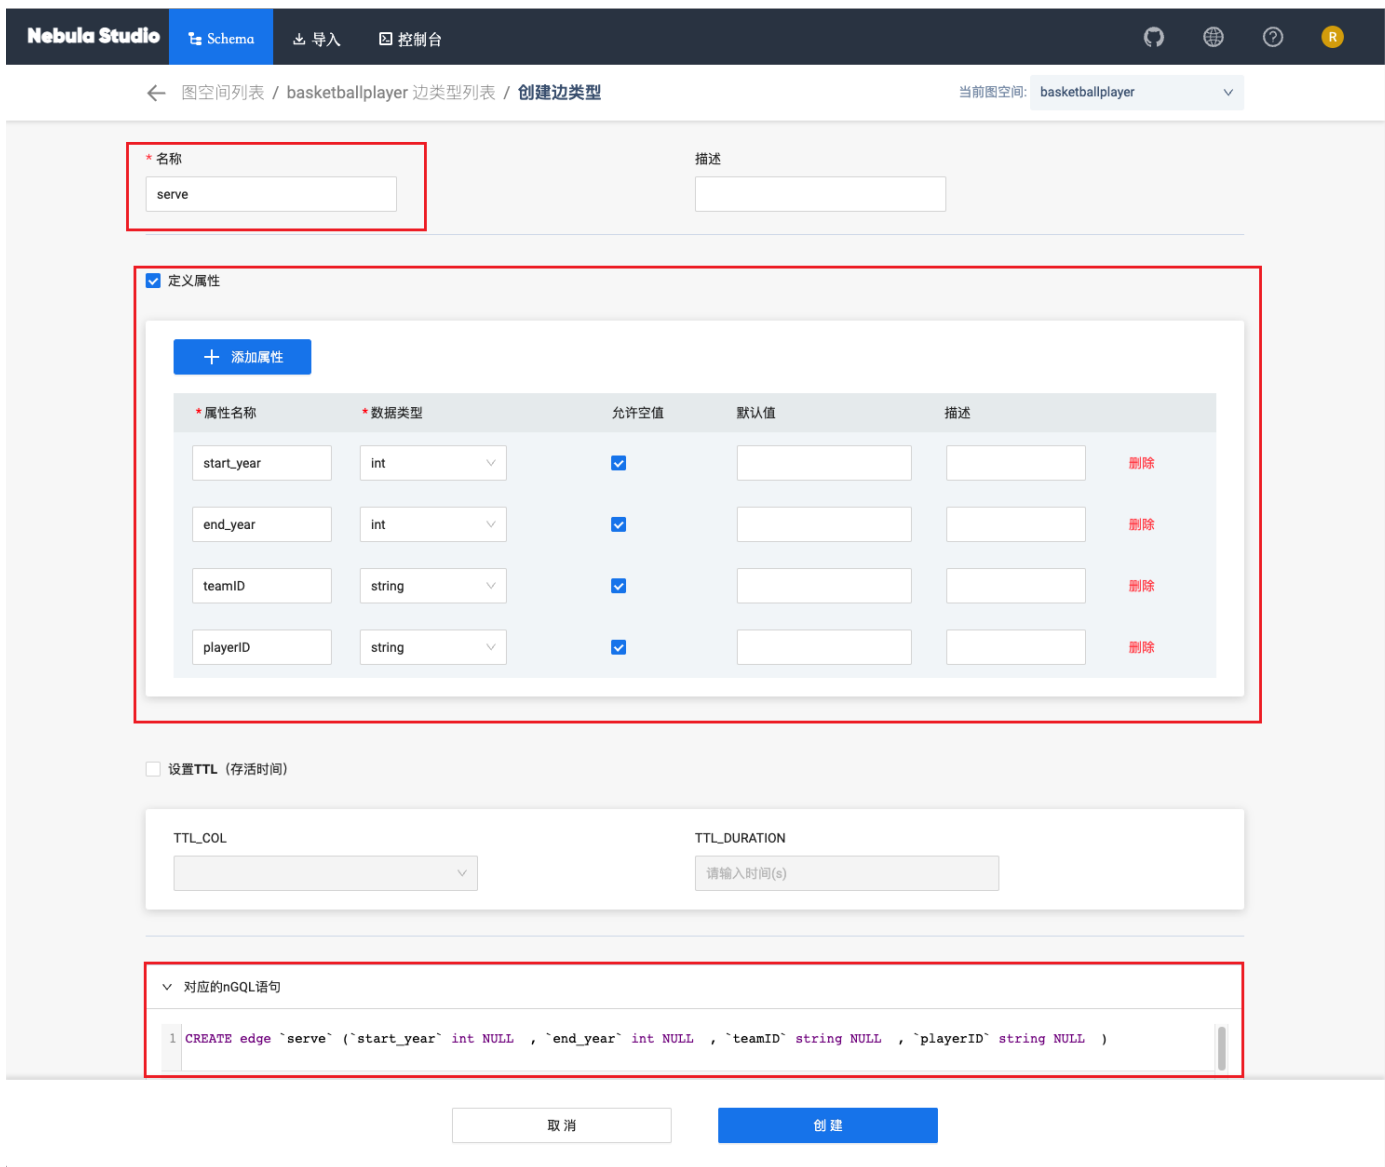 Nebula Studio Schema 导入 控制台 R
图空间列表 / basketballplayer 边类型列表 / 创建边类型 当前图空间: basketballplayer
* 名称 描述
serve
定义属性
添加属性
* 属性名称 * 数据类型 允许空值 默认值 描述
start_year int 删除
end_year int 删除
teamID string 删除
playerID string 删除
设置TTL（存活时间）
TTL_COL TTL_DURATION
请输入时间(s)
对应的nGQL语句
1 CREATE edge `serve` (`start_year` int NULL , `end_year` int NULL , `teamID` string NULL , `playerID` string NULL )
取 消 创 建